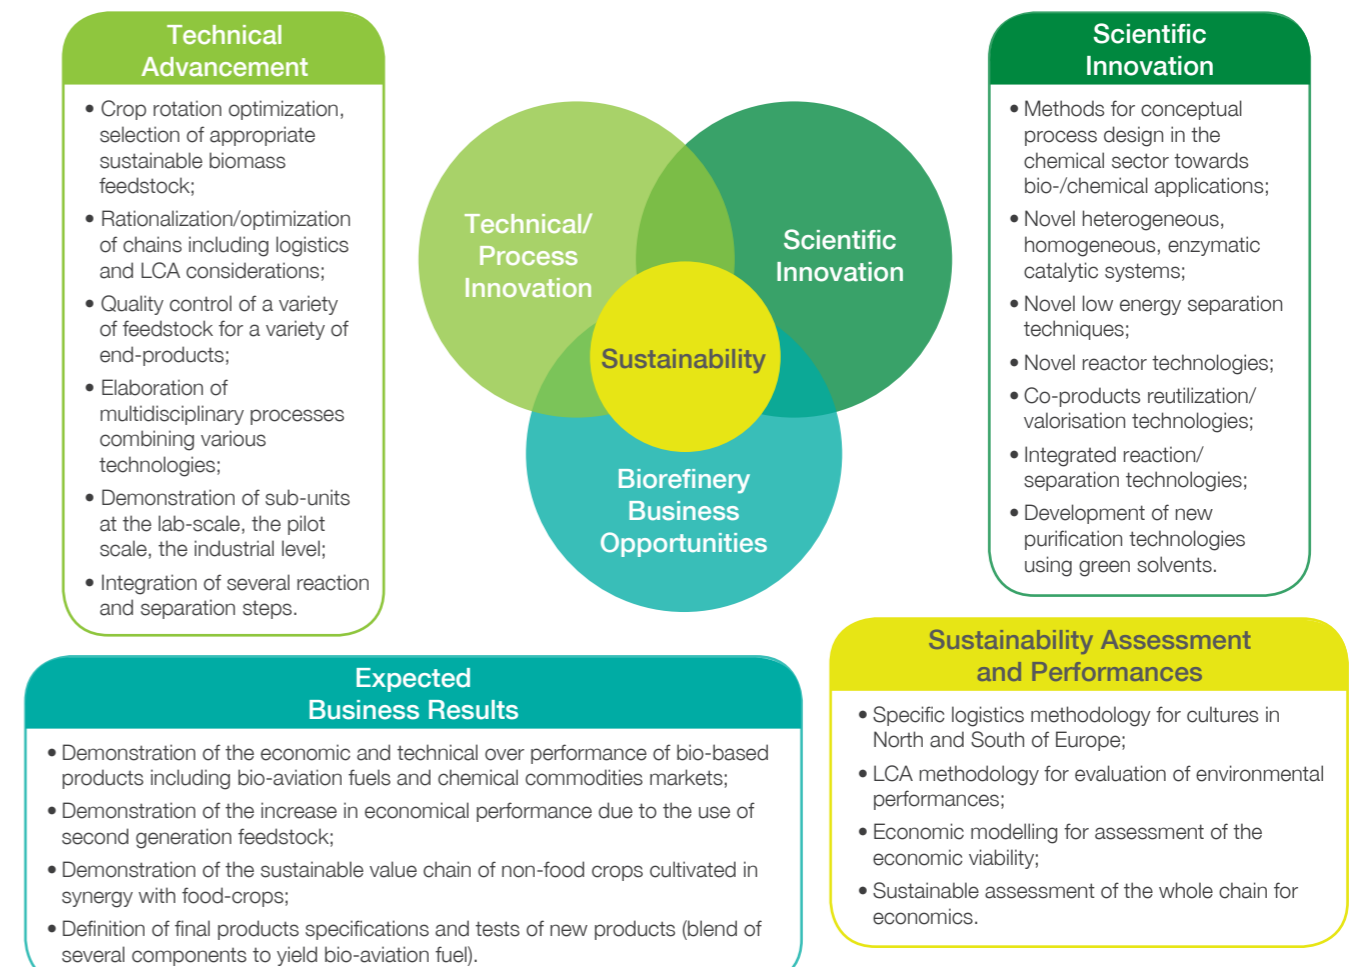 Technical
Advancement
• Crop rotation optimization,
selection of appropriate
sustainable biomass
feedstock;
• Rationalization/optimization
of chains including logistics
and LCA considerations;
• Quality control of a variety
of feedstock for a variety of
end-products;
• Elaboration of
multidisciplinary processes
combining various
technologies;
• Demonstration of sub-units
at the lab-scale, the pilot
scale, the industrial level;
• Integration of several reaction
and separation steps.
Technical/
Process
Innovation
Scientific
Innovation
Sustainability
Biorefinery
Business
Opportunities
Scientific
Innovation
• Methods for conceptual
process design in the
chemical sector towards
bio-/chemical applications;
• Novel heterogeneous,
homogeneous, enzymatic
catalytic systems;
• Novel low energy separation
techniques;
• Novel reactor technologies;
• Co-products reutilization/
valorisation technologies;
• Integrated reaction/
separation technologies;
• Development of new
purification technologies
using green solvents.
Expected
Business Results
• Demonstration of the economic and technical over performance of bio-based
products including bio-aviation fuels and chemical commodities markets;
• Demonstration of the increase in economical performance due to the use of
second generation feedstock;
• Demonstration of the sustainable value chain of non-food crops cultivated in
synergy with food-crops;
• Definition of final products specifications and tests of new products (blend of
several components to yield bio-aviation fuel).
Sustainability Assessment
and Performances
• Specific logistics methodology for cultures in
North and South of Europe;
• LCA methodology for evaluation of environmental
performances;
• Economic modelling for assessment of the
economic viability;
• Sustainable assessment of the whole chain for
economics.